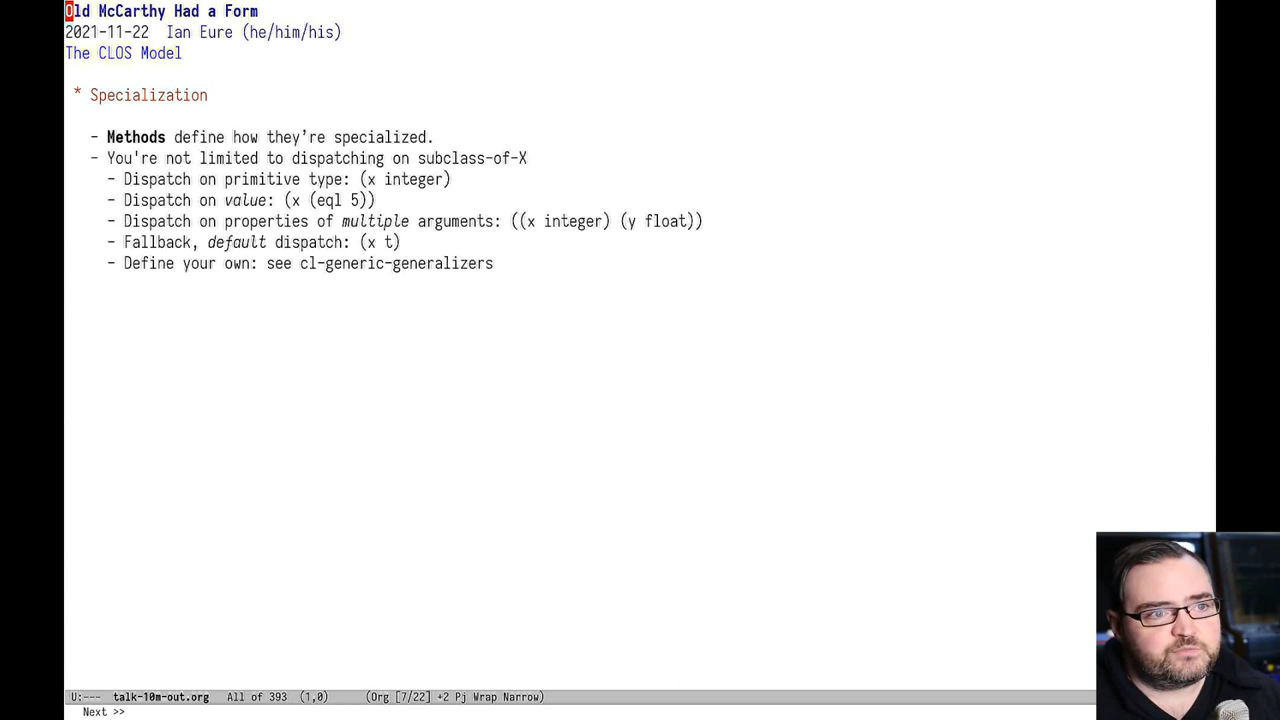 Old McCarthy Had a Form
2021-11-22  Ian Eure (he/him/his)
The CLOS Model
* Specialization
- Methods define how they’re specialized.
- You're not limited to dispatching on subclass-of-X
- Dispatch on primitive type: (x integer)
- Dispatch on value: (x (eql 5))
- Dispatch on properties of multiple arguments: ((x integer) (y float))
- Fallback, default dispatch: (x t)
- Define your own: see cl-generic-generalizers
U:---  talk-10m-out.org  All of 393  (1,0)  (Org [7/22] +2 Pj Wrap Narrow)
Next >>